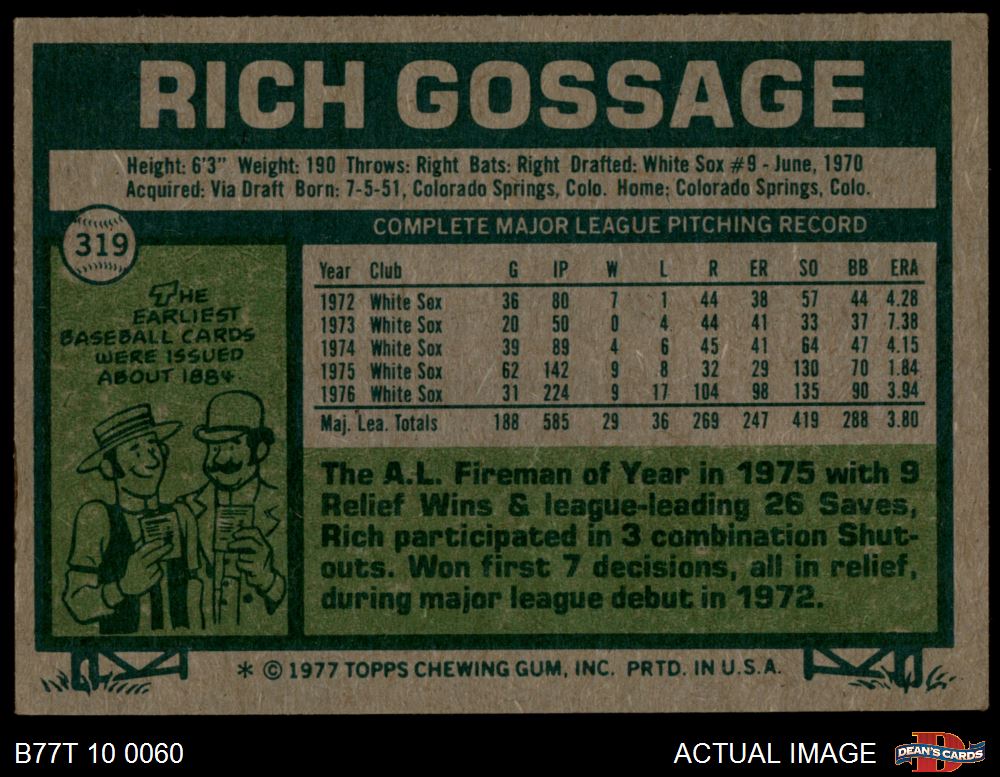 RICH GOSSAGE
Height: 6'3" Weight: 190 Throws: Right Bats: Right Drafted: White Sox #9 - June, 1970
Acquired: Via Draft Born: 7-5-51, Colorado Springs, Colo. Home: Colorado Springs, Colo.
319
THE
EARLIEST
BASEBALL CARDS
WERE ISSUED
ABOUT 1884
COMPLETE MAJOR LEAGUE PITCHING RECORD
Year Club G IP W L R ER SO BB ERA
1972 White Sox 36 80 7 1 44 38 57 44 4.28
1973 White Sox 20 50 0 4 44 41 33 37 7.38
1974 White Sox 39 89 4 6 45 41 64 47 4.15
1975 White Sox 62 142 9 8 32 29 130 70 1.84
1976 White Sox 31 224 9 17 104 98 135 90 3.94
Maj. Lea. Totals 188 585 29 36 269 247 419 288 3.80
The A.L. Fireman of Year in 1975 with 9
Relief Wins & league-leading 26 Saves,
Rich participated in 3 combination Shut-
outs. Won first 7 decisions, all in relief,
during major league debut in 1972.
* © 1977 TOPPS CHEWING GUM, INC. PRTD. IN U.S.A.
B77T 10 0060
ACTUAL IMAGE
D
DEAN'S CARDS